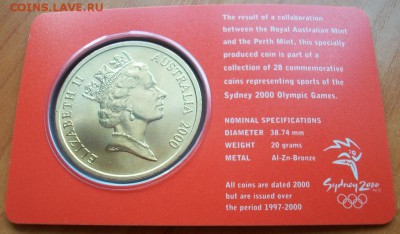 COINS.LAVE.RU
ELIZABETH II
AUSTRALIA 2000
The result of a collaboration
between the Royal Australian Mint
and the Perth Mint, this specially
produced coin is part of a
collection of 28 commemorative
coins representing sports of the
Sydney 2000 Olympic Games.
NOMINAL SPECIFICATIONS
DIAMETER 38.74 mm
WEIGHT 20 grams
METAL Al-Zn-Bronze
All coins are dated 2000
but are issued over
the period 1997-2000
Sydney 2000